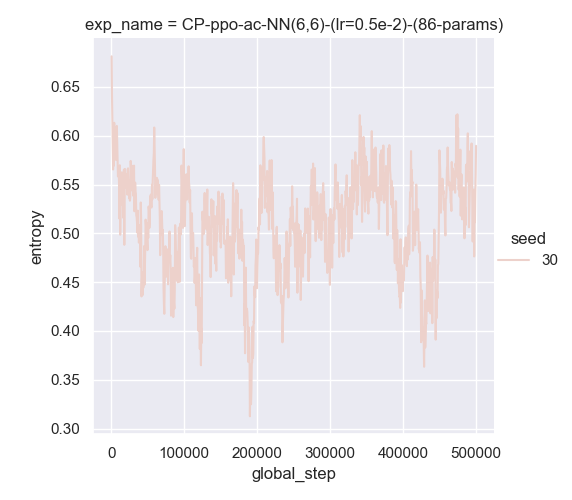 exp_name = CP-ppo-ac-NN(6,6)-(lr=0.5e-2)-(86-params)
0.65
0.60
0.55
0.50
0.45
0.40
0.35
0.30
entropy
0 100000 200000 300000 400000 500000
global_step
seed
30